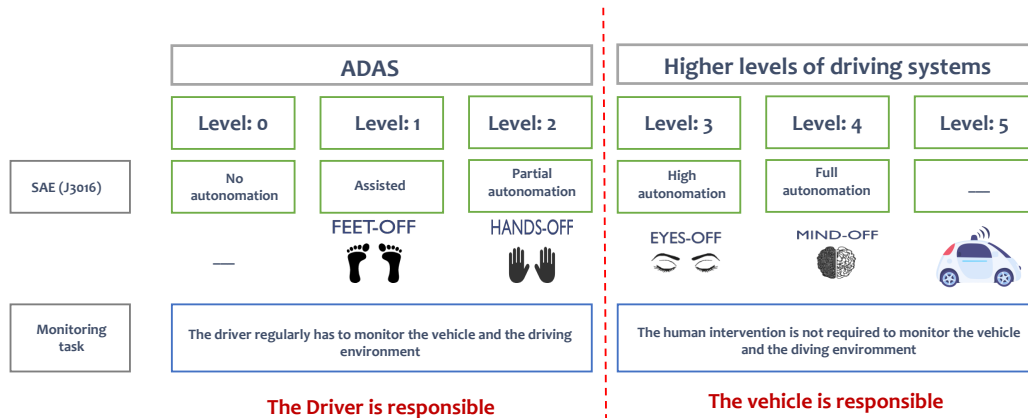 ADAS
Higher levels of driving systems
Level: 0
Level: 1
Level: 2
Level: 3
Level: 4
Level: 5
SAE (J3016)
No
autonomation
Assisted
Partial
autonomation
High
autonomation
Full
autonomation
—
FEET-OFF
HANDS-OFF
EYES-OFF
MIND-OFF
—
Monitoring
task
The driver regularly has to monitor the vehicle and the driving
environment
The human intervention is not required to monitor the vehicle
and the diving enviromment
The Driver is responsible
The vehicle is responsible